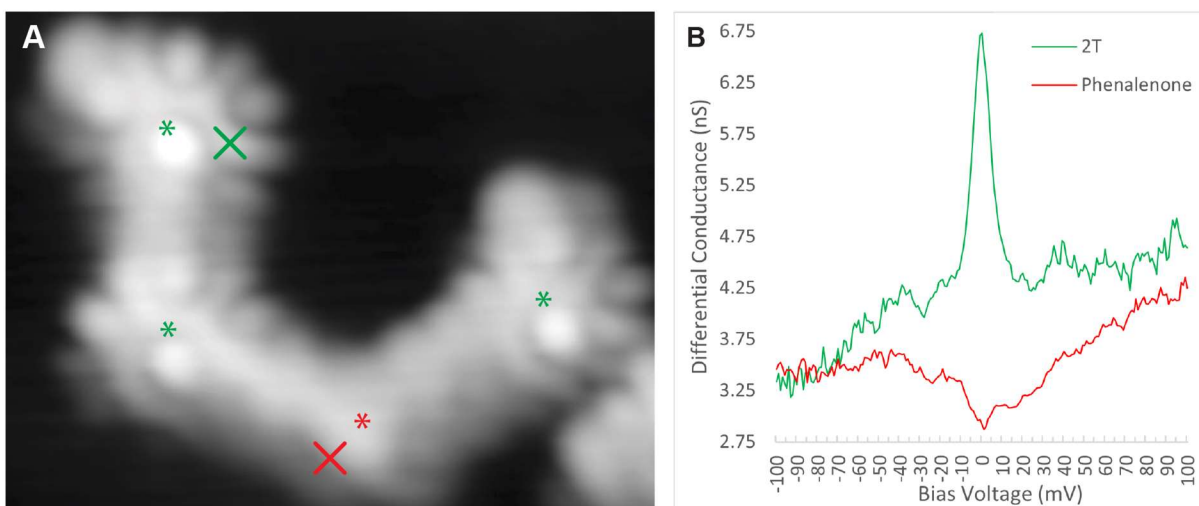 A
*
*
*
*
B
Differential Conductance (nS)
6.75
6.25
5.75
5.25
4.75
4.25
3.75
3.25
2.75
2T
Phenalenone
-100 -90 -80 -70 -60 -50 -40 -30 -20 -10 0 10 20 30 40 50 60 70 80 90 100
Bias Voltage (mV)